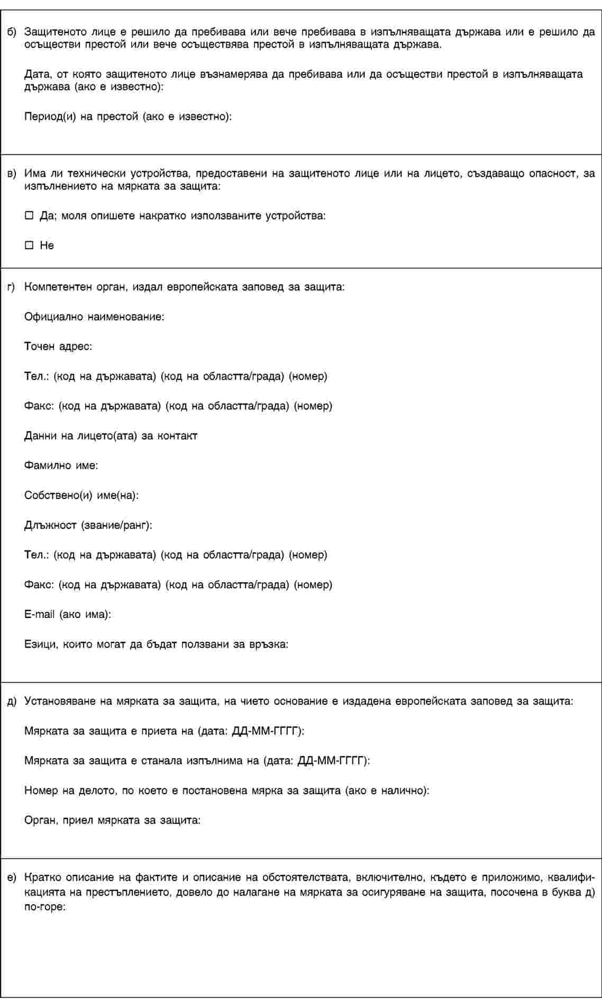 б) Защитеното лице е решило да пребивава или вече пребивава в изпълняващата държава или е решило да
осъществи престой или вече осъществява престой в изпълняващата държава.
Дата, от която защитеното лице възнамерява да пребивава или да осъществи престой в изпълняващата
държава (ако е известно):
Период(и) на престой (ако е известно):
в) Има ли технически устройства, предоставени на защитеното лице или на лицето, създаващо опасност, за
изпълнението на мярката за защита:
☐ Да; моля опишете накратко използваните устройства:
☐ Не
г) Компетентен орган, издал европейската заповед за защита:
Официално наименование:
Точен адрес:
Тел.: (код на държавата) (код на областта/града) (номер)
Факс: (код на държавата) (код на областта/града) (номер)
Данни на лицето(ата) за контакт
Фамилно име:
Собствено(и) име(на):
Длъжност (звание/ранг):
Тел.: (код на държавата) (код на областта/града) (номер)
Факс: (код на държавата) (код на областта/града) (номер)
E-mail (ако има):
Езици, които могат да бъдат ползвани за връзка:
д) Установяване на мярката за защита, на чието основание е издадена европейската заповед за защита:
Мярката за защита е приета на (дата: ДД-ММ-ГГГГ):
Мярката за защита е станала изпълнима на (дата: ДД-ММ-ГГГГ):
Номер на делото, по което е постановена мярка за защита (ако е налично):
Орган, приел мярката за защита:
е) Кратко описание на фактите и описание на обстоятелствата, включително, където е приложимо, квалифи-
кацията на престъплението, довело до налагане на мярката за осигуряване на защита, посочена в буква д)
по-горе: